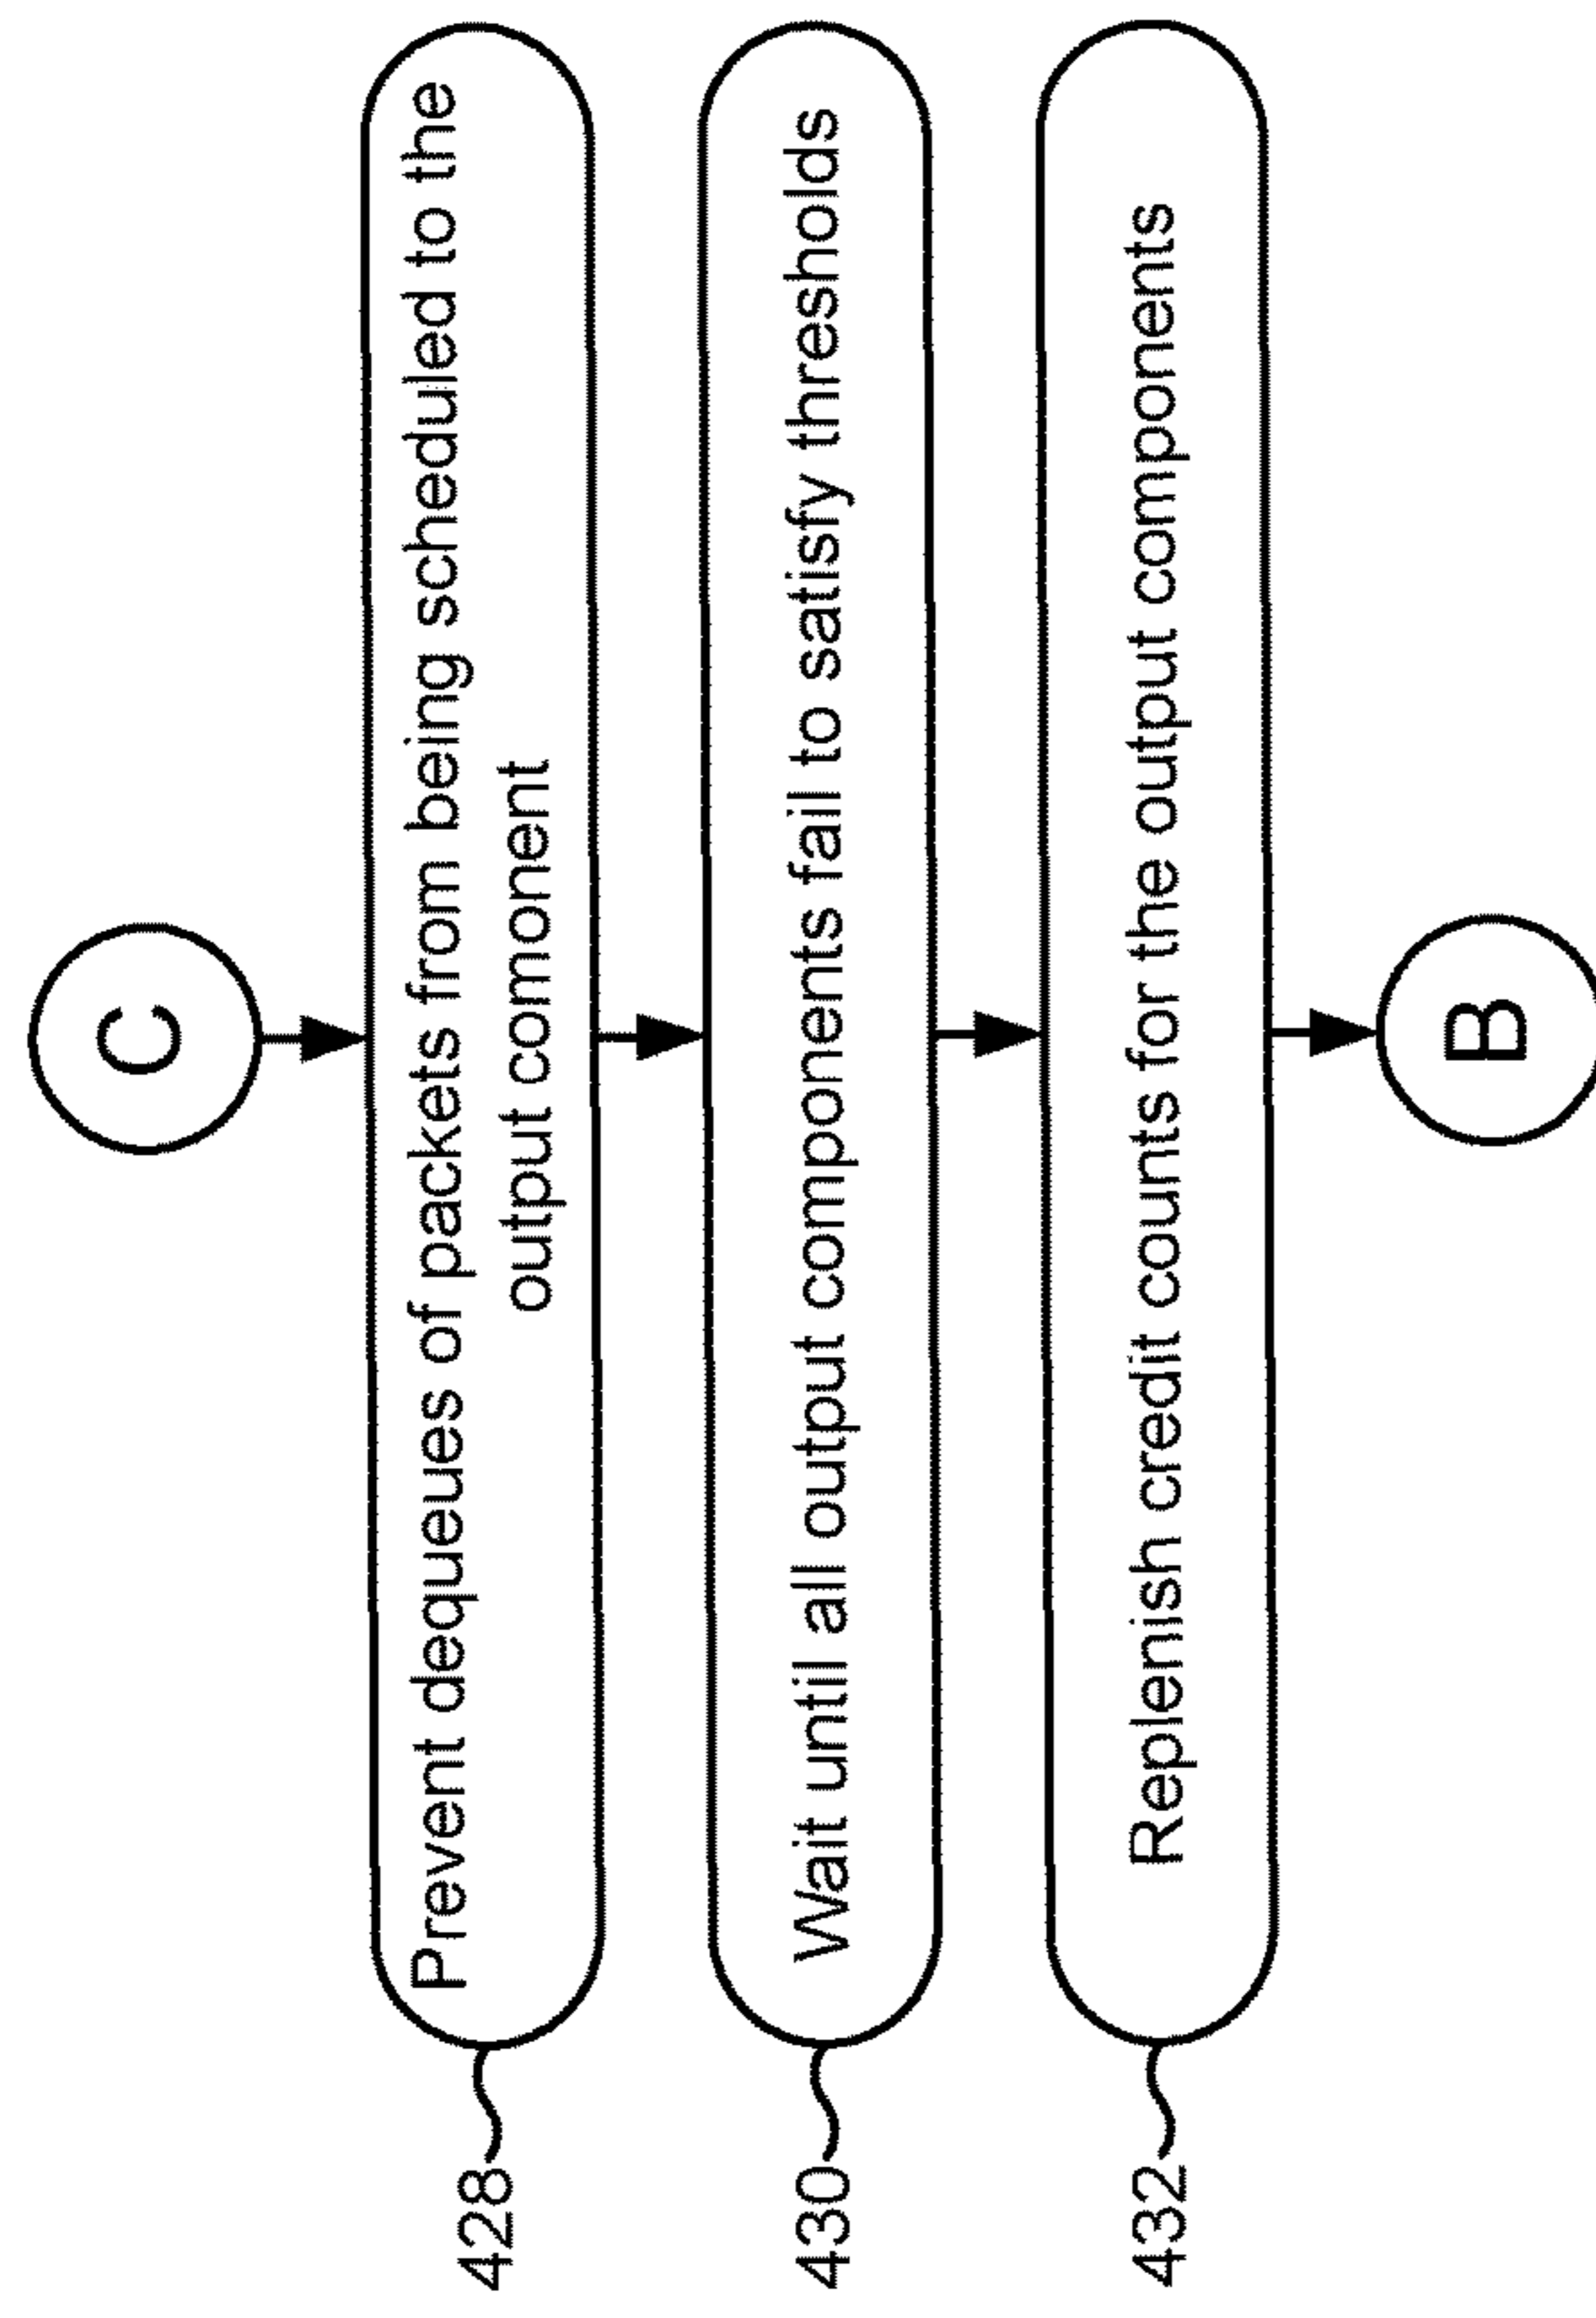 C
428
Prevent dequeues of packets from being scheduled to the
output comonent
430
Wait until all output components fail to satisfy thresholds
432
Replenish credit counts for the output components
B